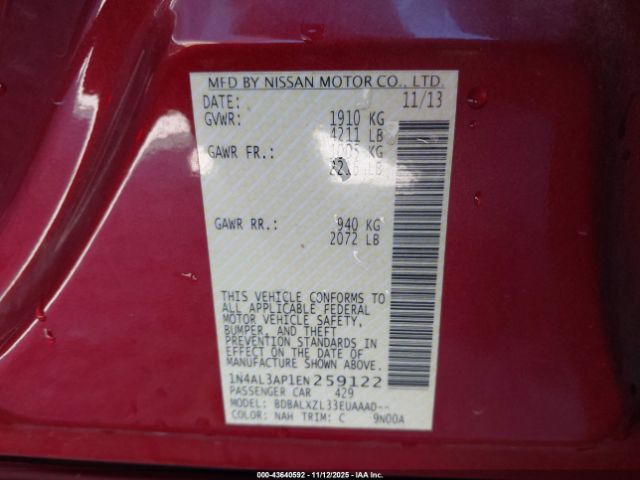 MFD BY NISSAN MOTOR CO., LTD.
DATE: 11/13
GVWR: 1910 KG
4211 LB
GAWR FR.: KG
LB
GAWR RR.: 940 KG
2072 LB
THIS VEHICLE CONFORMS TO
ALL APPLICABLE FEDERAL
MOTOR VEHICLE SAFETY,
BUMPER, AND THEFT
PREVENTION STANDARDS
IN EFFECT ON THE DATE OF
MANUFACTURE SHOWN ABOVE.
1N4AL3AP1EN259122
PASSENGER CAR 429
MODEL: BDBALXZL33EUAAAD--
COLOR: NAH TRIM: C 9N00A
000-43640592 - 11/12/2025 - IAA Inc.